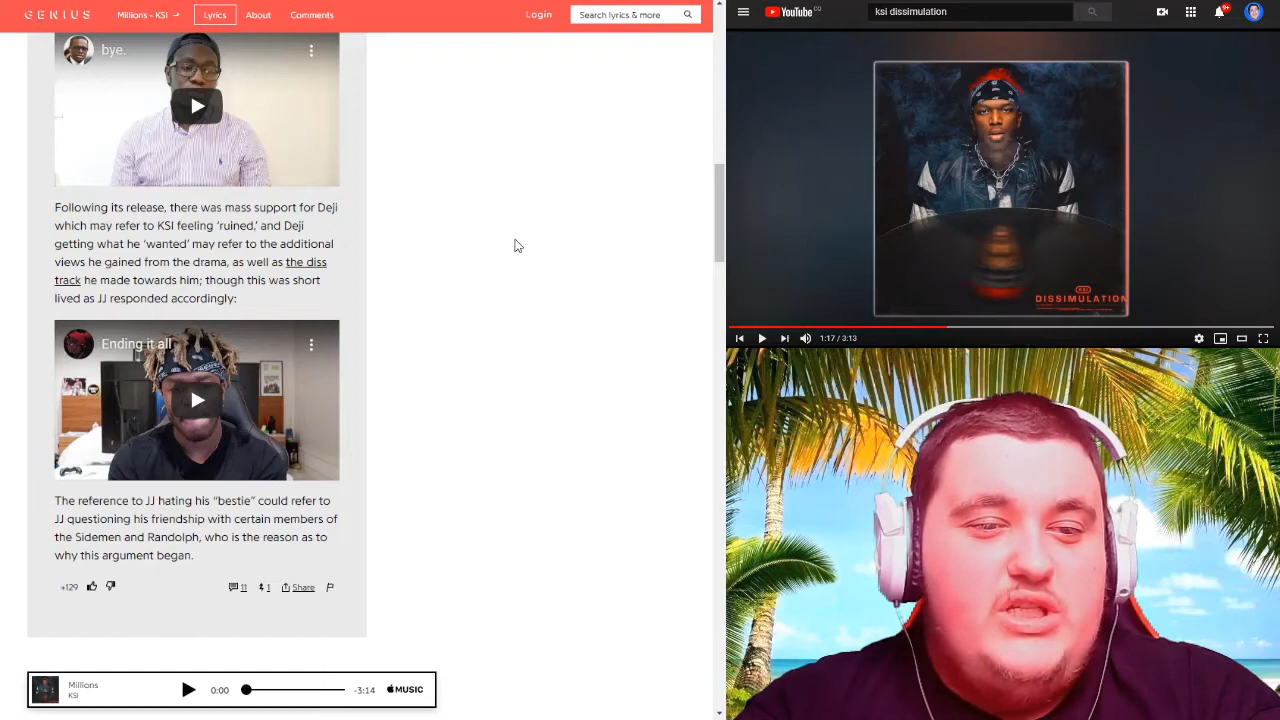 GENIUS
Millions - KSI
Lyrics
About
Comments
Login
Search lyrics & more
bye.
Following its release, there was mass support for Deji
which may refer to KSI feeling ‘ruined,’ and Deji
getting what he ‘wanted’ may refer to the additional
views he gained from the drama, as well as the diss
track he made towards him; though this was short
lived as JJ responded accordingly:
Ending it all
The reference to JJ hating his “bestie” could refer to
JJ questioning his friendship with certain members of
the Sidemen and Randolph, who is the reason as to
why this argument began.
+129
11
1
Share
Millions
KSI
0:00
-3:14
MUSIC
YouTube
ksi dissimulation
9+
KSI
DISSIMULATION
1:17 / 3:13